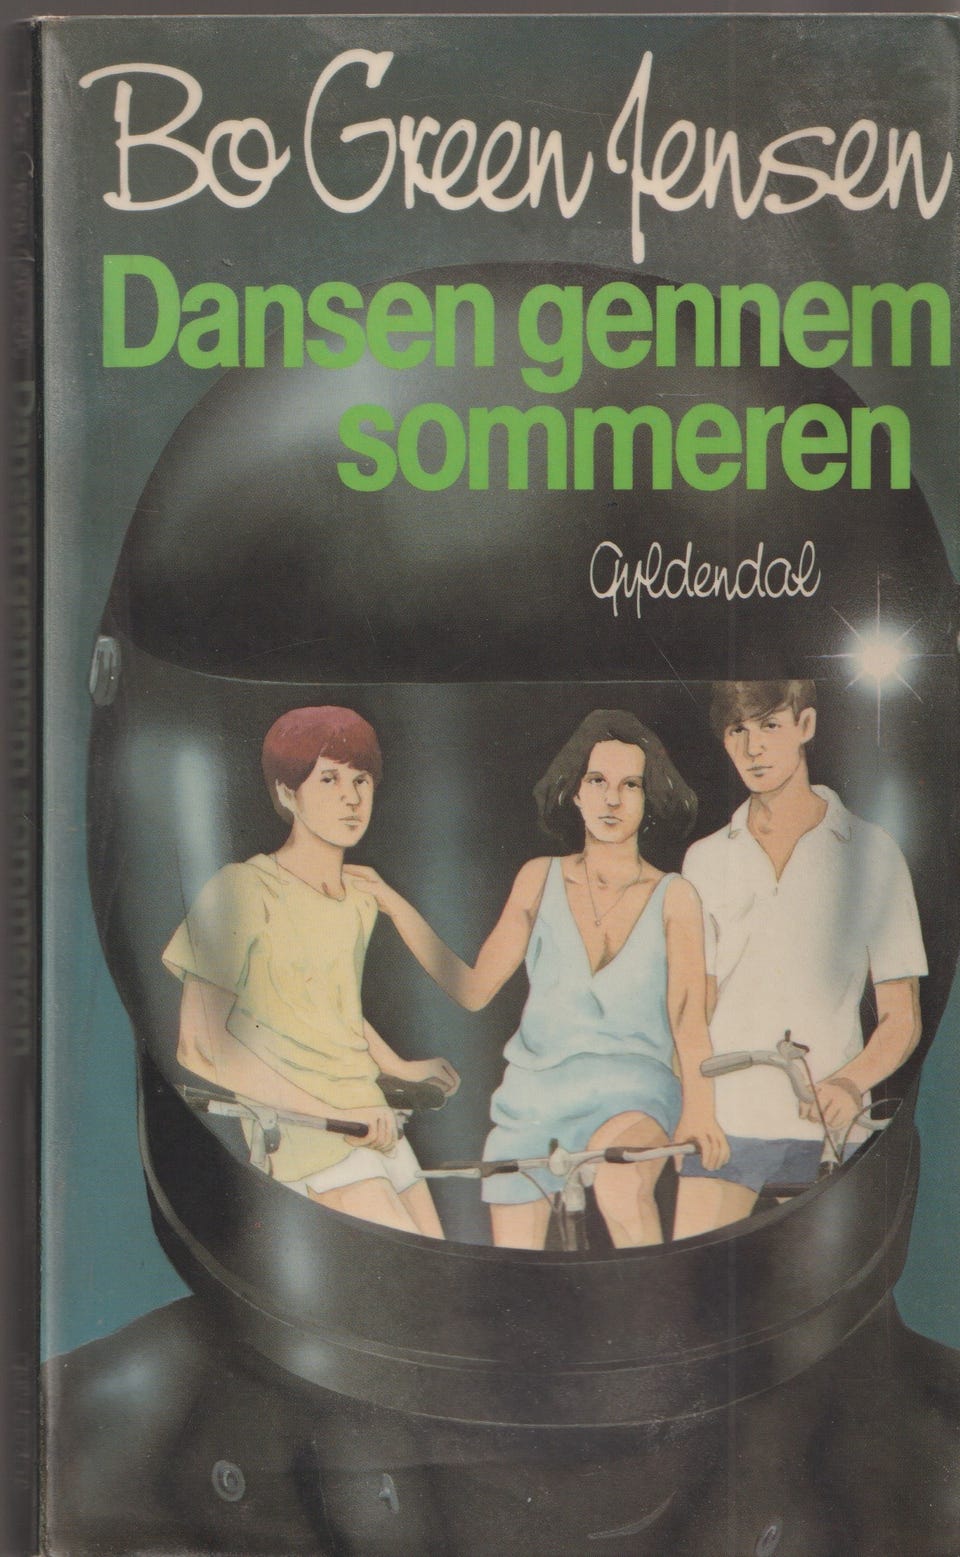 Bo Green Jensen
Dansen gennem
sommeren
Gyldendal